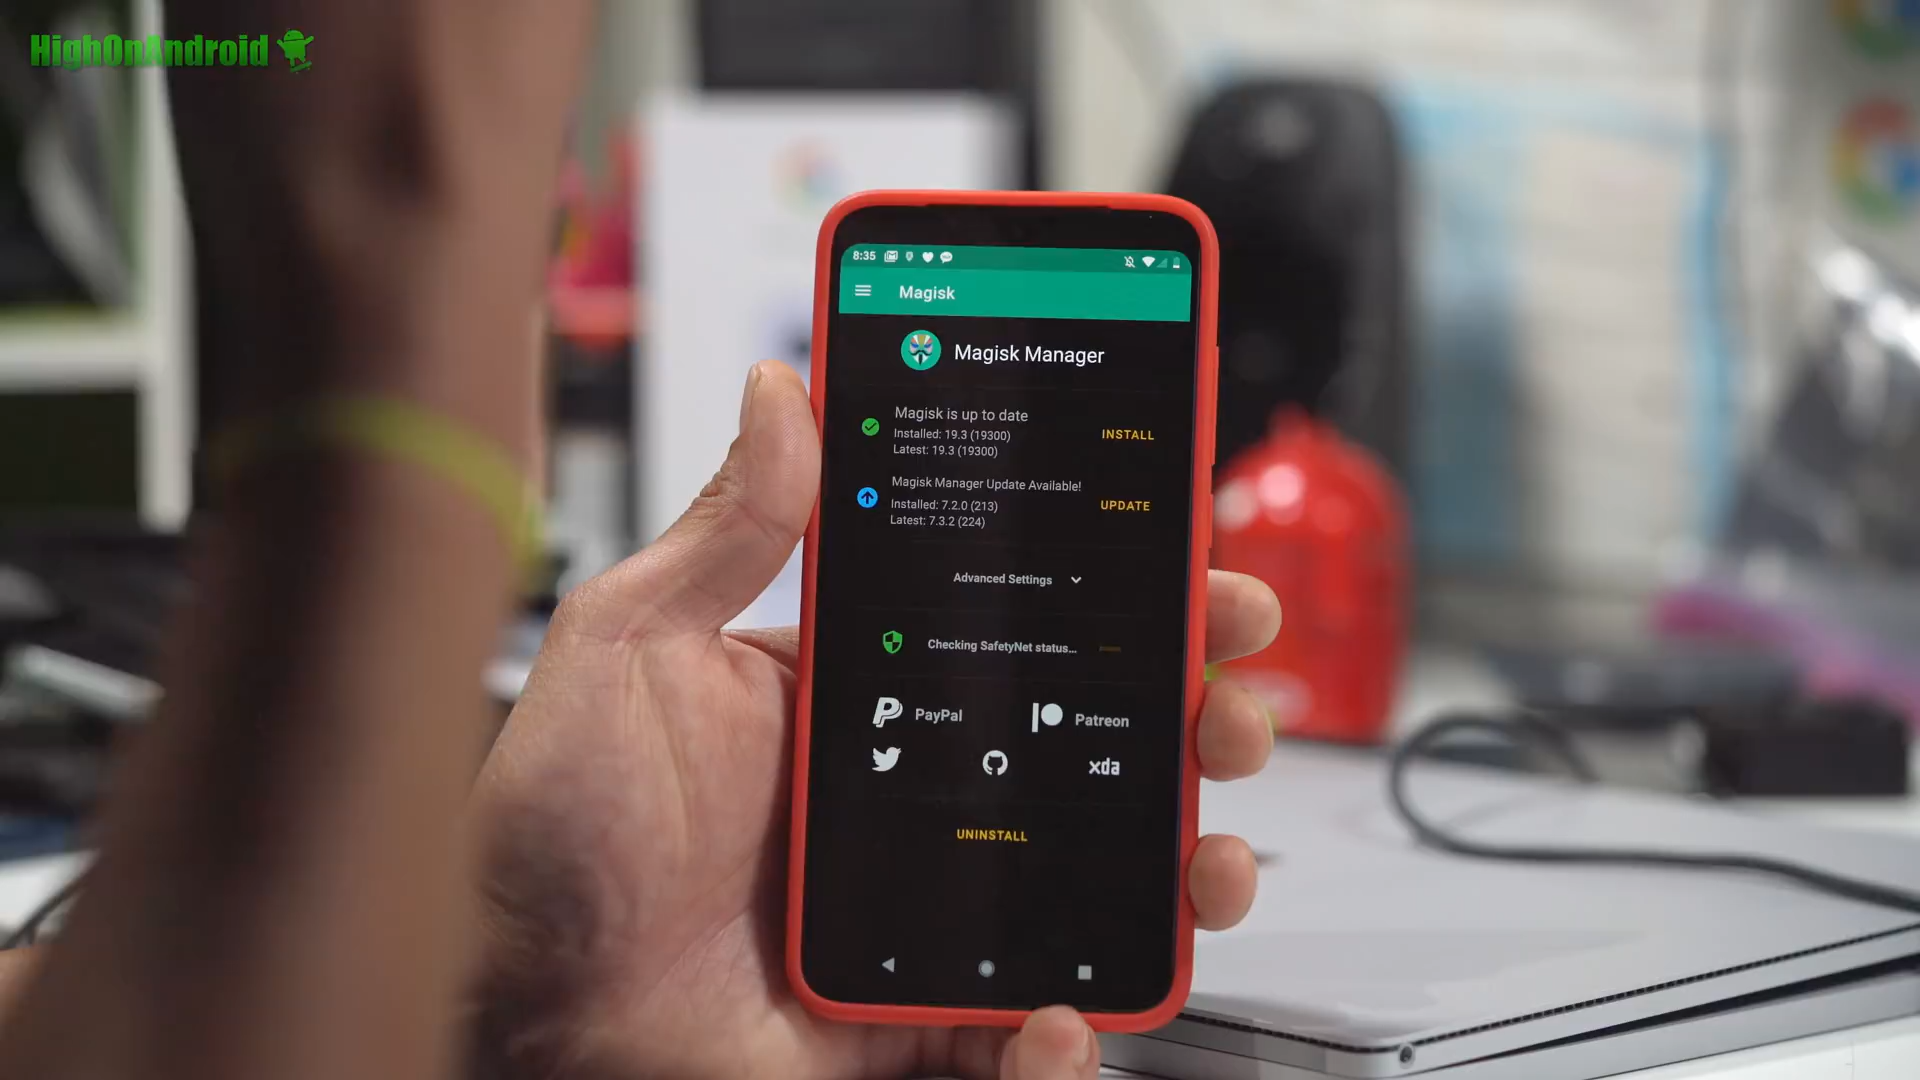 HighOnAndroid
8:35
Magisk
Magisk Manager
Magisk is up to date
Installed: 19.3 (19300)
Latest: 19.3 (19300)
INSTALL
Magisk Manager Update Available!
Installed: 7.2.0 (213)
Latest: 7.3.2 (224)
UPDATE
Advanced Settings
Checking SafetyNet status...
PayPal
Patreon
xda
UNINSTALL